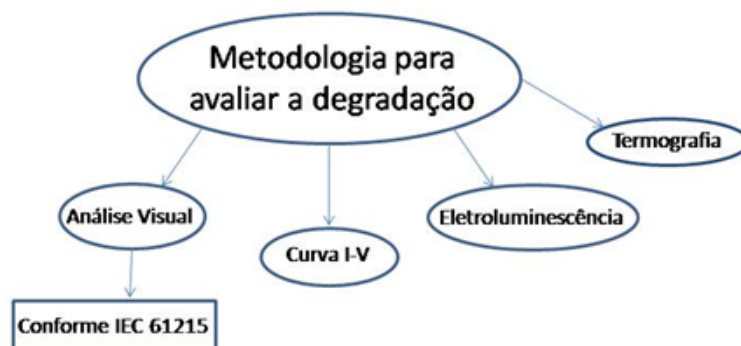 Metodologia para
avaliar a degradação
Termografia
Análise Visual
Eletroluminescência
Curva I-V
Conforme IEC 61215